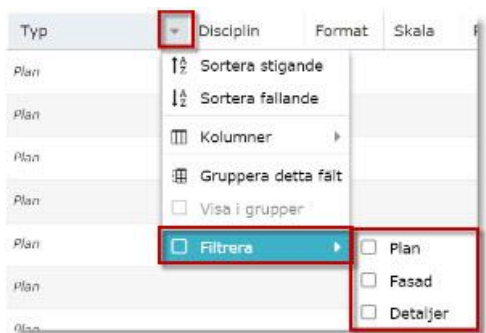 Typ Disciplin Format Skala
Plan
Sortera stigande
Plan
Sortera fallande
Plan
Kolumner
Plan
Gruppera detta fält
Visa i grupper
Plan
Filtrera
Plan
Plan
Fasad
Plan
Detaljer